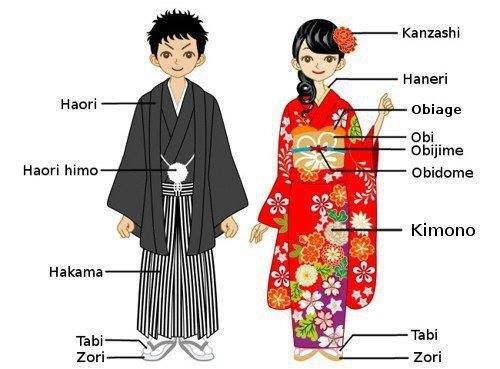 Haori
Haori himo
Hakama
Tabi
Zori
Kanzashi
Haneri
Obiage
Obi
Obijime
Obidome
Kimono
Tabi
Zori